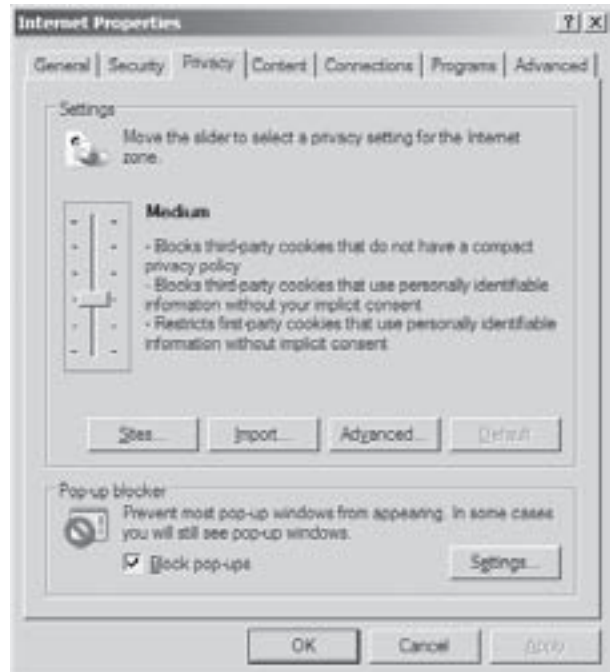 Internet Properties
General Security Privacy Content Connections Programs Advanced
Settings
Move the slider to select a privacy setting for the Internet
zone.
Medium
- Blocks third-party cookies that do not have a compact
privacy policy
- Blocks third-party cookies that use personally identifiable
information without your implicit consent
- Restricts first-party cookies that use personally identifiable
information without implicit consent
Sites... Import... Advanced... Default
Pop-up blocker
Prevent most pop-up windows from appearing. In some cases
you will still see pop-up windows.
Block pop-ups
Settings...
OK Cancel Apply